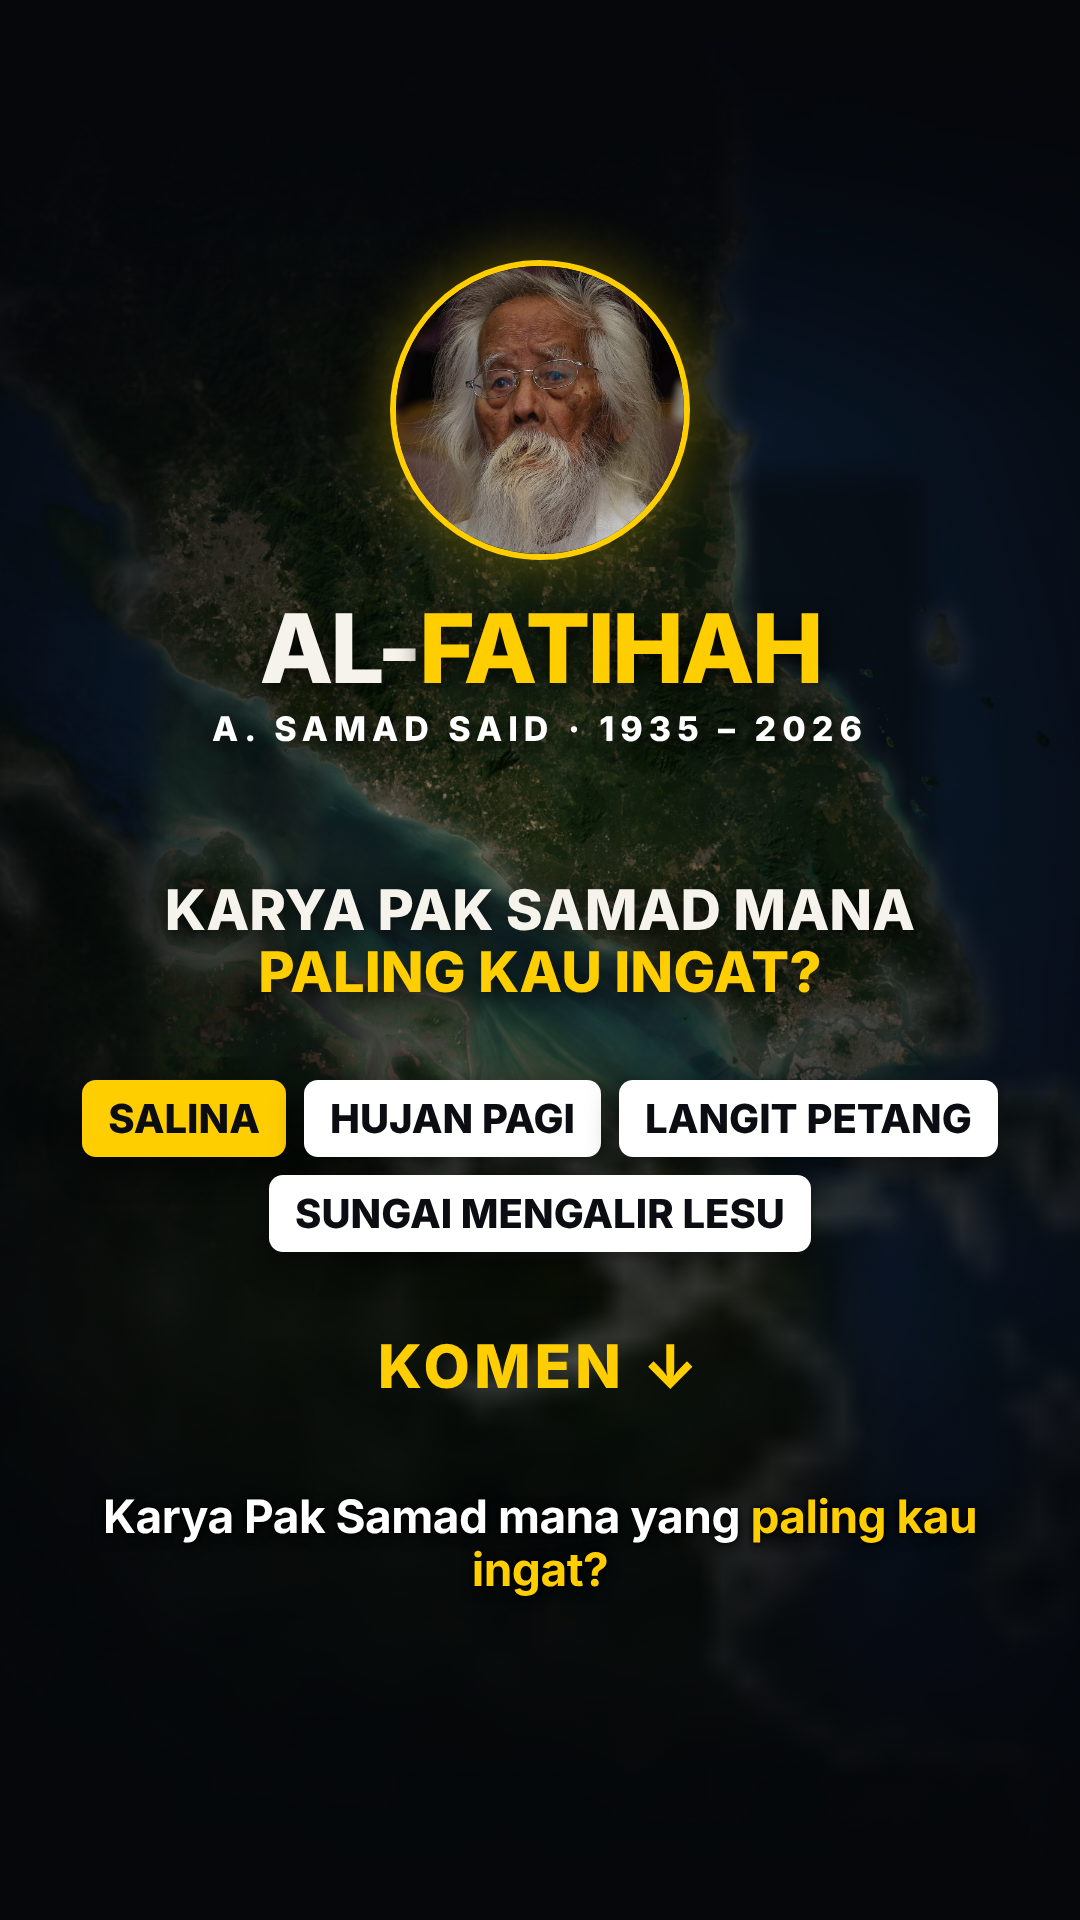 AL-FATIHAH
A. SAMAD SAID · 1935 – 2026
KARYA PAK SAMAD MANA
PALING KAU INGAT?
SALINA HUJAN PAGI LANGIT PETANG
SUNGAI MENGALIR LESU
KOMEN ↓
Karya Pak Samad mana yang paling kau
ingat?